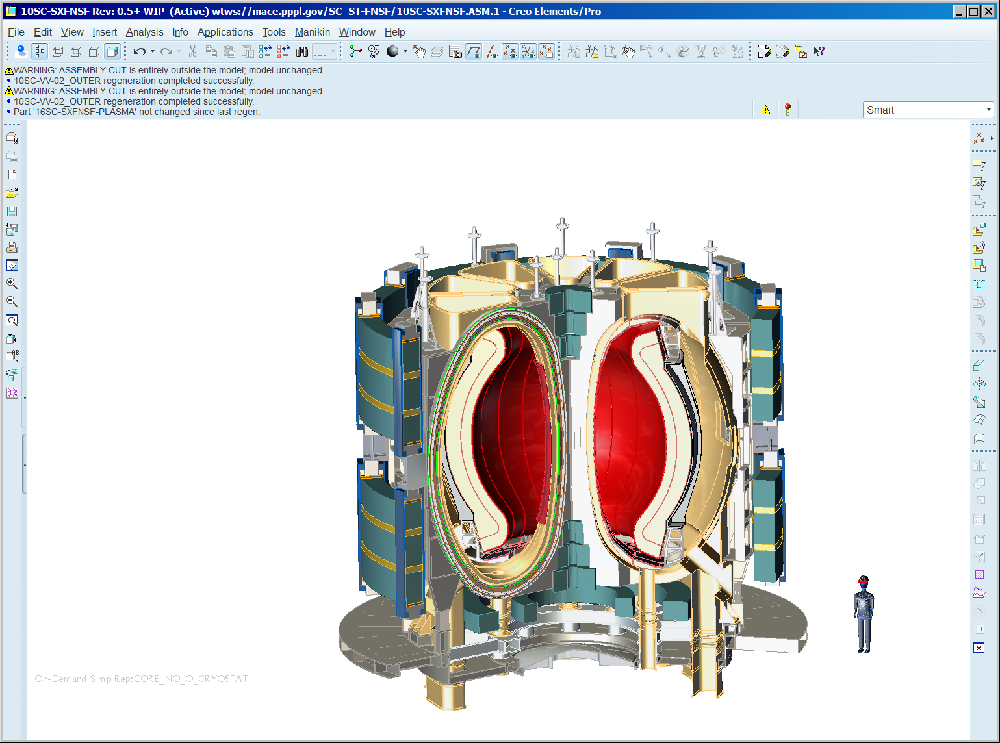 10SC-SXFNSF Rev: 0.5+ WIP  (Active) wtws://mace.pppl.gov/SC_ST-FNSF/10SC-SXFNSF.ASM.1 - Creo Elements/Pro
File Edit View Insert Analysis Info Applications Tools Manikin Window Help
WARNING: ASSEMBLY CUT is entirely outside the model; model unchanged.
10SC-VV-02_OUTER regeneration completed successfully.
WARNING: ASSEMBLY CUT is entirely outside the model; model unchanged.
10SC-VV-02_OUTER regeneration completed successfully.
Part '16SC-SXFNSF-PLASMA' not changed since last regen.
Smart
AB
On-Demand Simp Rep:CORE_NO_O_CRYOSTAT